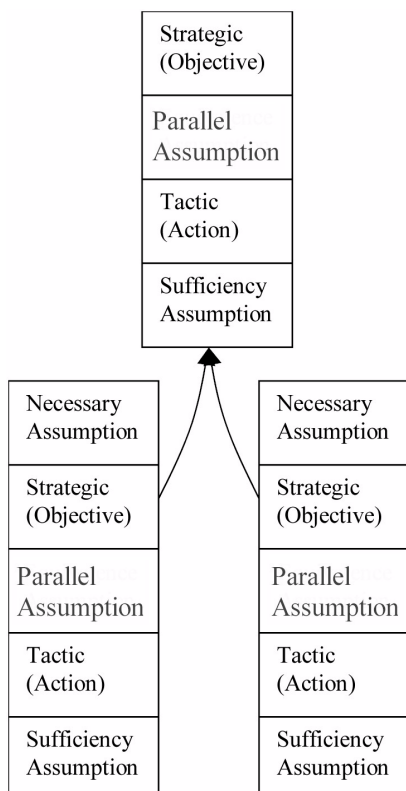 Strategic
(Objective)
Parallel
Assumption
Tactic
(Action)
Sufficiency
Assumption
Necessary
Assumption
Strategic
(Objective)
Parallel
Assumption
Tactic
(Action)
Sufficiency
Assumption
Necessary
Assumption
Strategic
(Objective)
Parallel
Assumption
Tactic
(Action)
Sufficiency
Assumption